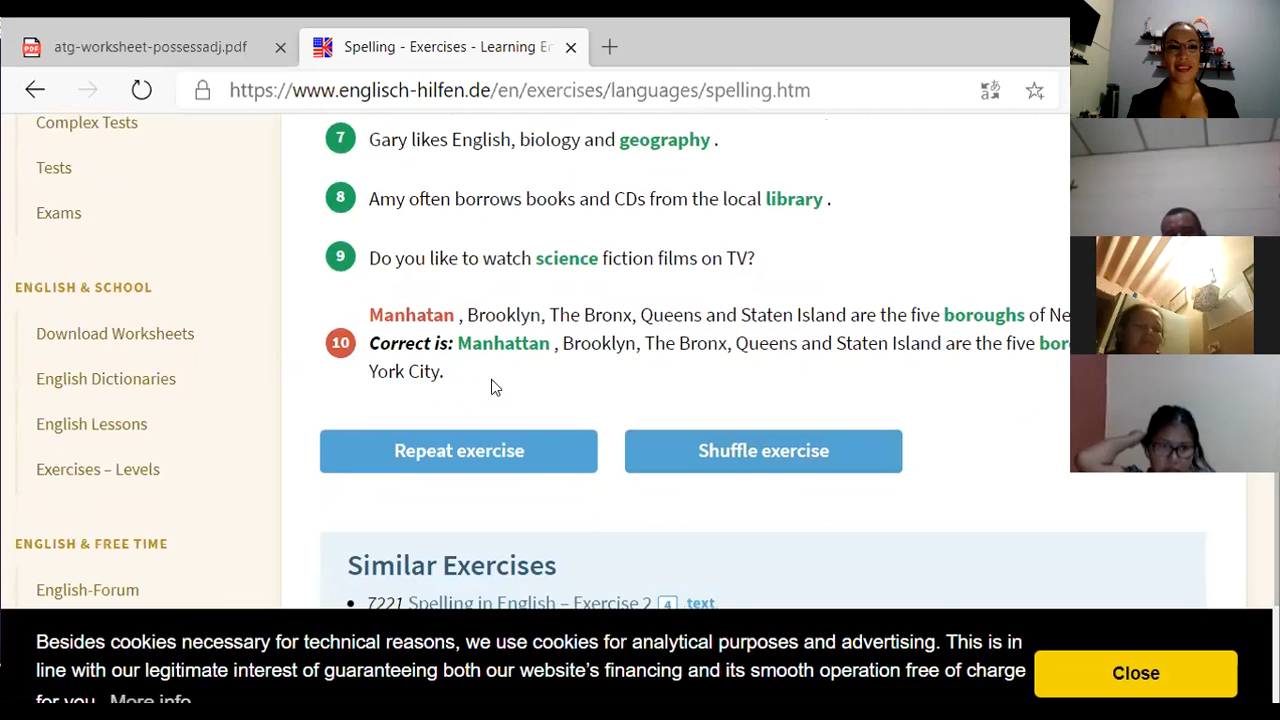 atg-worksheet-possessadj.pdf
Spelling - Exercises - Learning En
https://www.englisch-hilfen.de/en/exercises/languages/spelling.htm
Complex Tests
Tests
Exams
ENGLISH & SCHOOL
Download Worksheets
English Dictionaries
English Lessons
Exercises – Levels
ENGLISH & FREE TIME
English-Forum
7 Gary likes English, biology and geography .
8 Amy often borrows books and CDs from the local library .
9 Do you like to watch science fiction films on TV?
Manhatan , Brooklyn, The Bronx, Queens and Staten Island are the five boroughs of Ne
10 Correct is: Manhattan , Brooklyn, The Bronx, Queens and Staten Island are the five bor
York City.
Repeat exercise
Shuffle exercise
Similar Exercises
• 7221 Spelling in English – Exercise 2 4 text
Besides cookies necessary for technical reasons, we use cookies for analytical purposes and advertising. This is in
line with our legitimate interest of guaranteeing both our website's financing and its smooth operation free of charge
for you. More info
Close